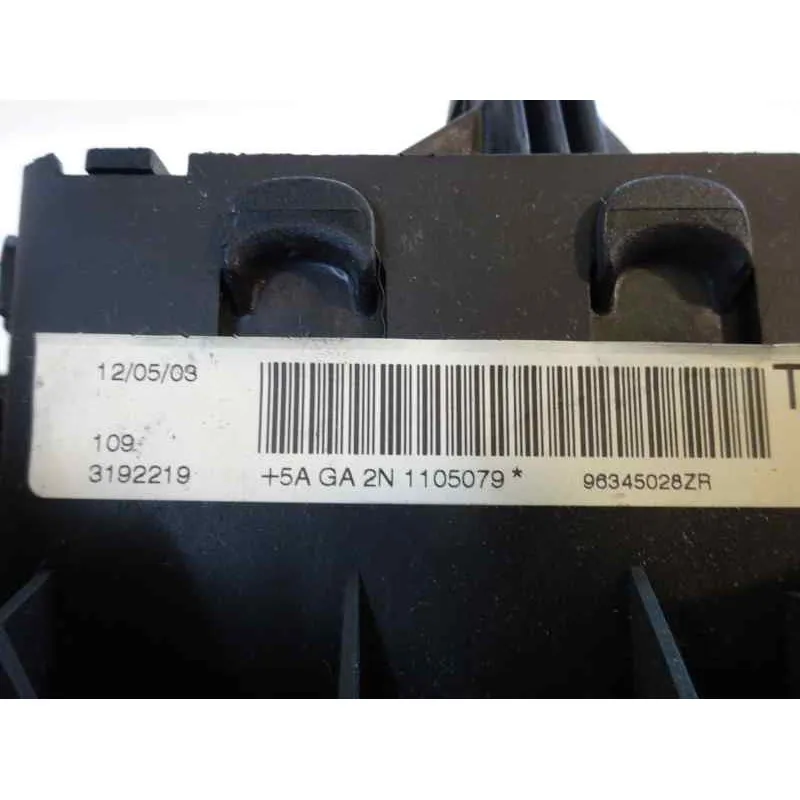 12/05/03
T
109
3192219
+5A GA 2N 1105079*
96345028ZR